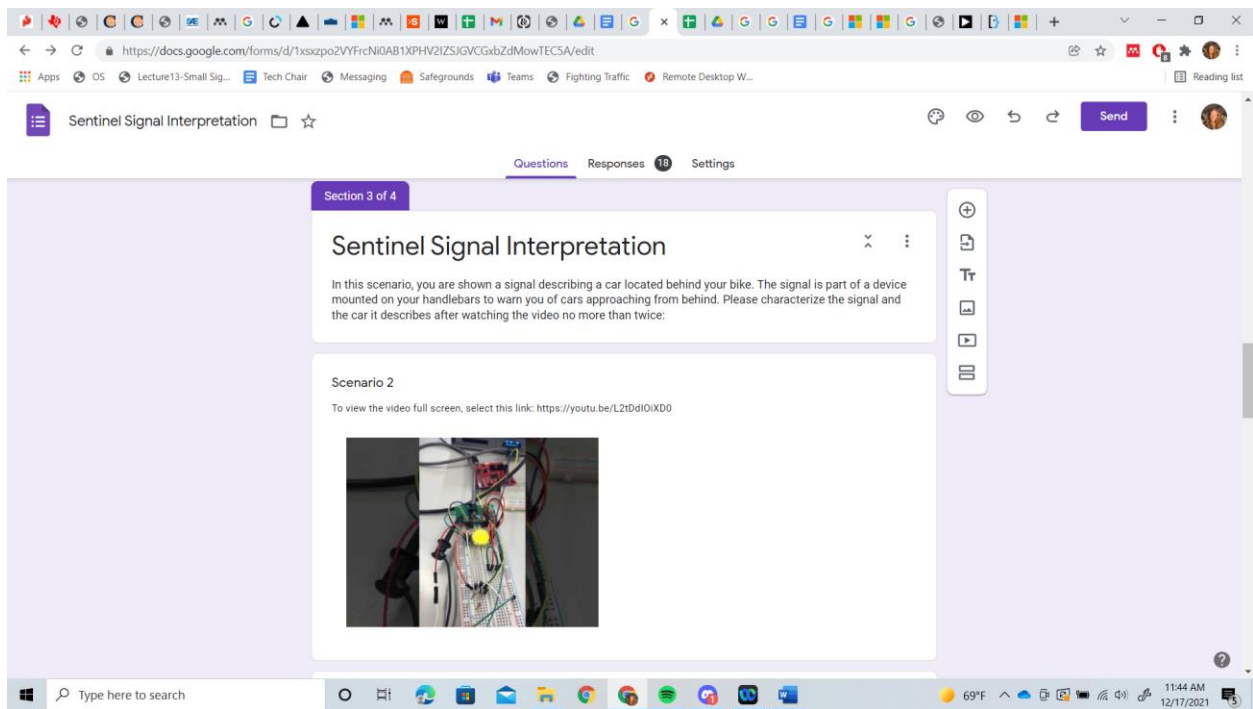 https://docs.google.com/forms/d/1xsxzpo2VYFrcNi0AB1XPHV2IZSJGVCGxbZdMowTEC5A/edit
Apps OS Lecture13-Small Sig... Tech Chair Messaging Safegrounds Teams Fighting Traffic Remote Desktop W... Reading list
Sentinel Signal Interpretation Send
Questions Responses 18 Settings
Section 3 of 4
Sentinel Signal Interpretation
In this scenario, you are shown a signal describing a car located behind your bike. The signal is part of a device
mounted on your handlebars to warn you of cars approaching from behind. Please characterize the signal and
the car it describes after watching the video no more than twice:
Scenario 2
To view the video full screen, select this link: https://youtu.be/L2tDdIOiXD0
Type here to search 69°F 11:44 AM
12/17/2021